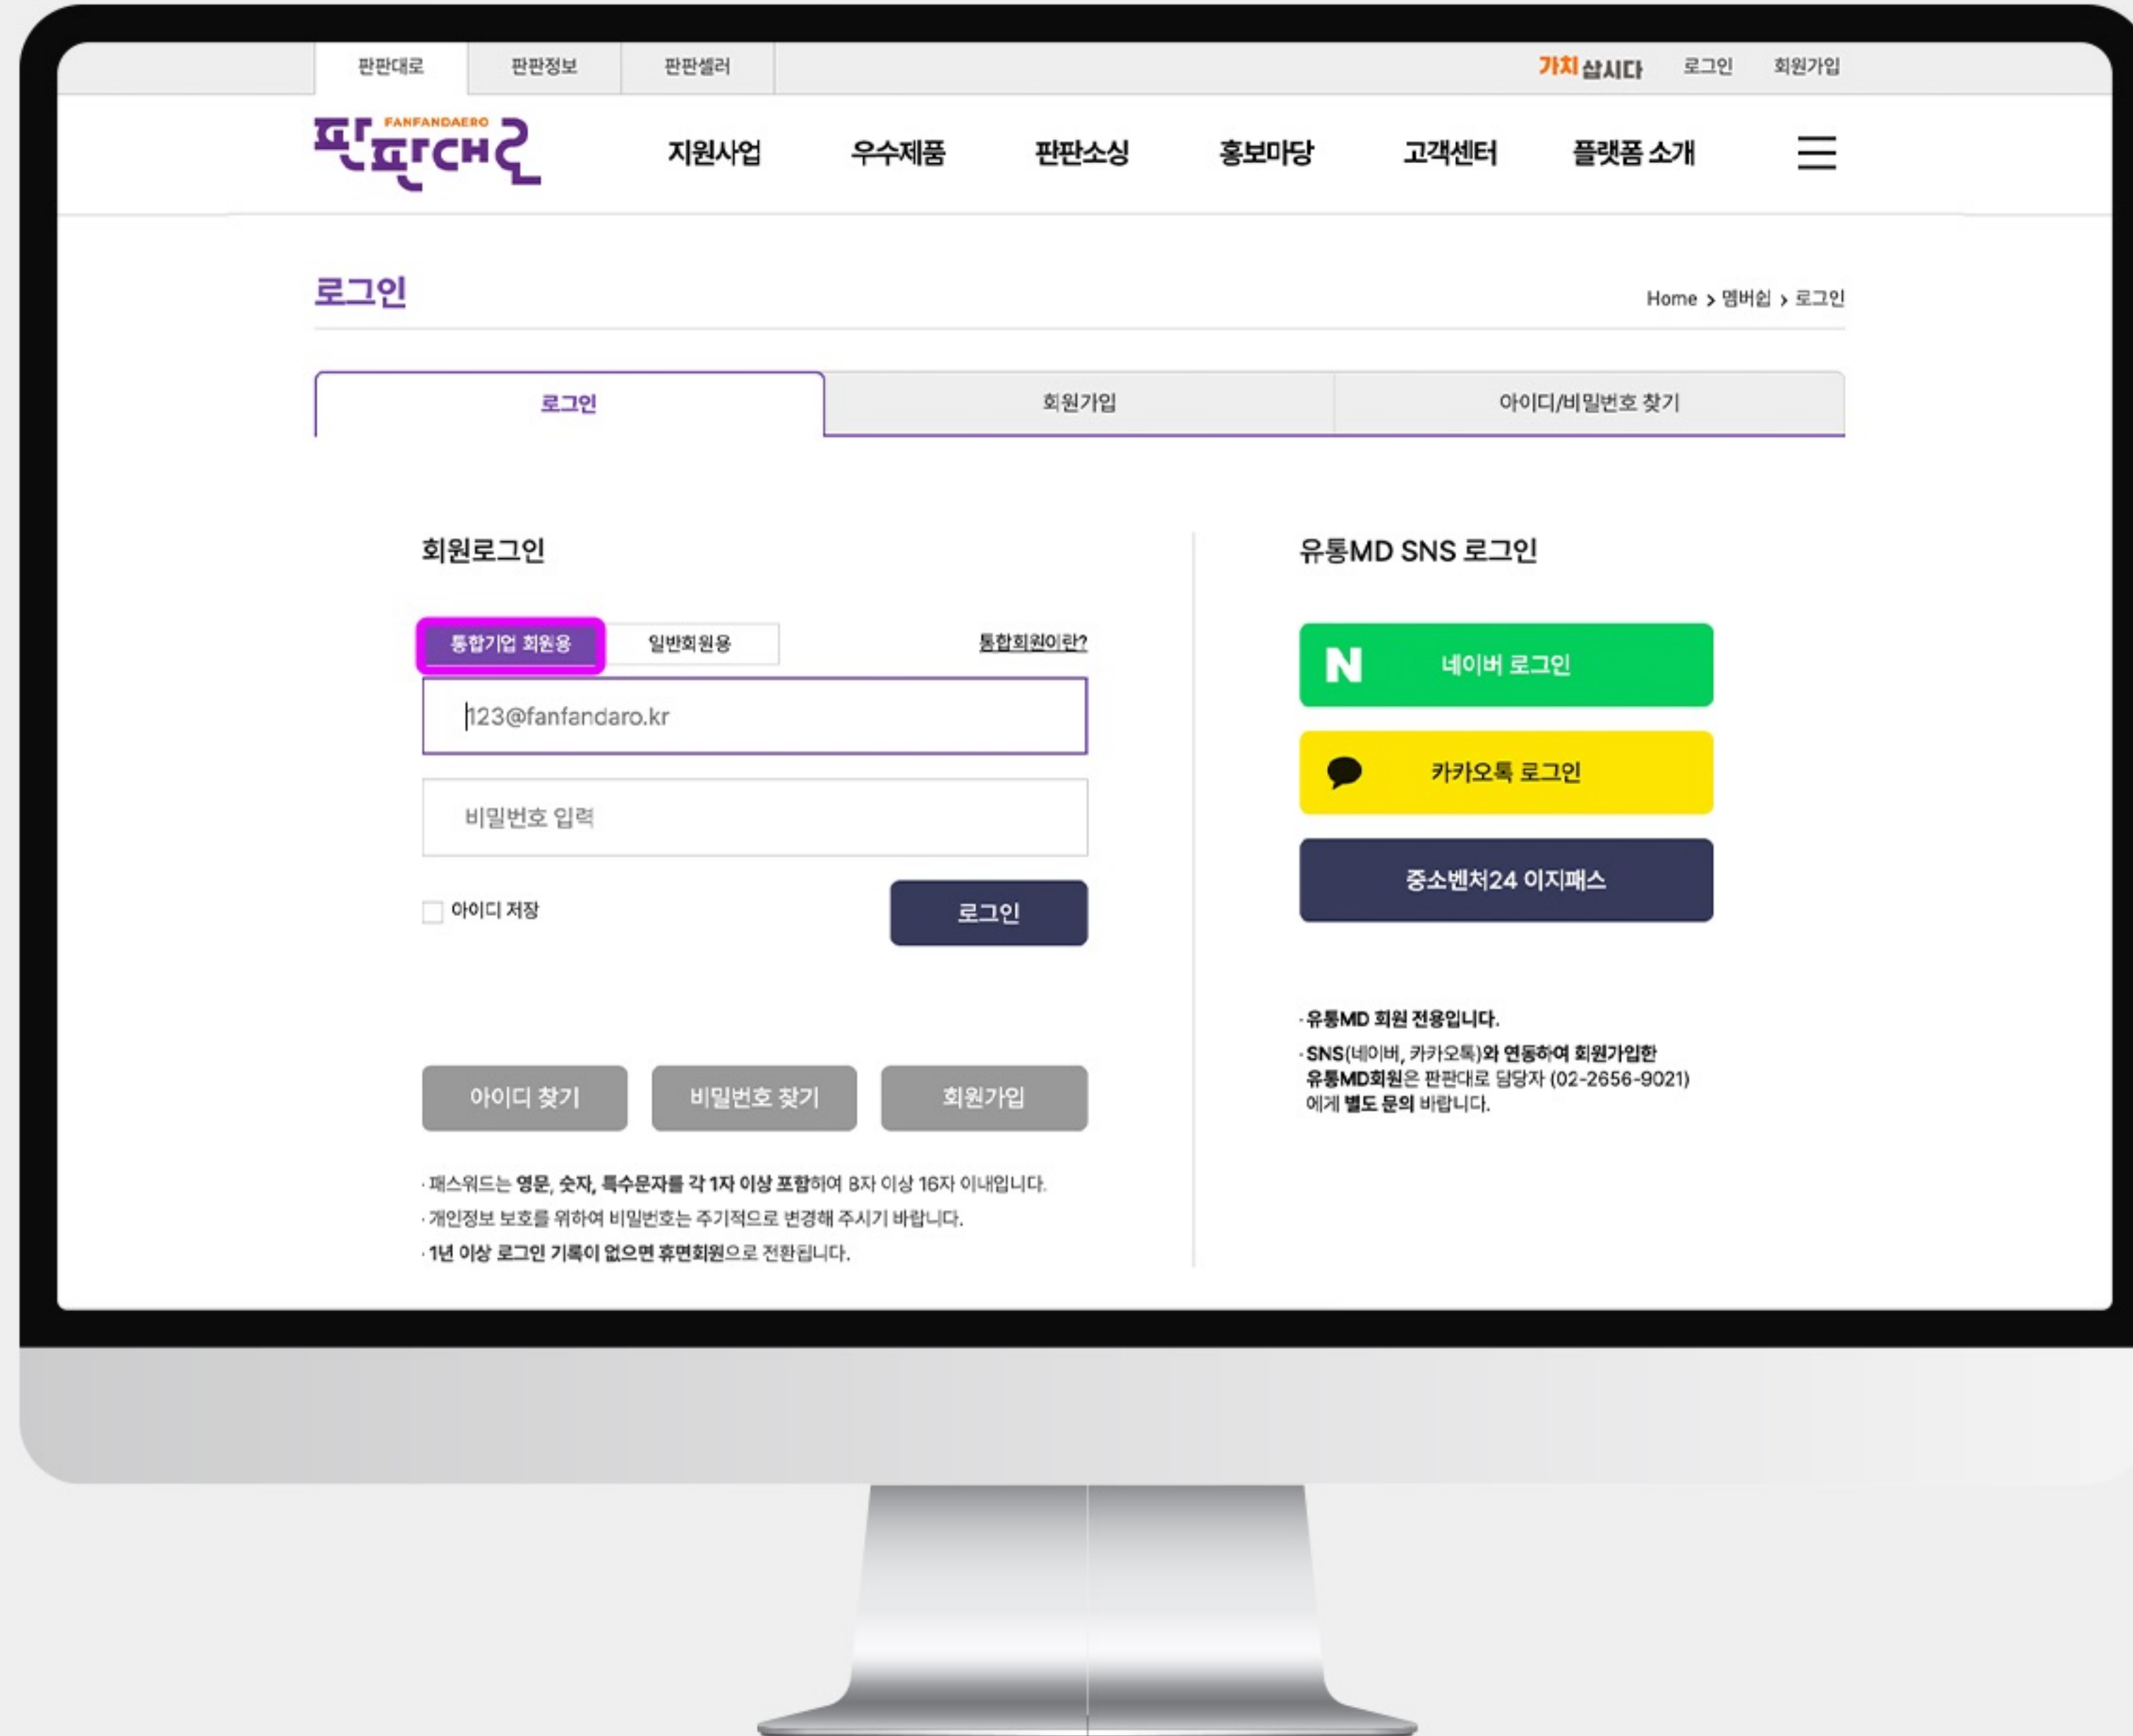 판판대로 판판정보 판판셀러 가치삽시다 로그인 회원가입
FANFANDAERO
판판대로
지원사업 우수제품 판판소싱 홍보마당 고객센터 플랫폼 소개
로그인
Home > 멤버쉽 > 로그인
로그인 회원가입 아이디/비밀번호 찾기
회원로그인
통합기업 회원용 일반회원용 통합회원이란?
123@fanfandaro.kr
비밀번호 입력
아이디 저장 로그인
아이디 찾기 비밀번호 찾기 회원가입
· 패스워드는 영문, 숫자, 특수문자를 각 1자 이상 포함하여 8자 이상 16자 이내입니다.
· 개인정보 보호를 위하여 비밀번호는 주기적으로 변경해 주시기 바랍니다.
· 1년 이상 로그인 기록이 없으면 휴면회원으로 전환됩니다.
유통MD SNS 로그인
N 네이버 로그인
카카오톡 로그인
중소벤처24 이지패스
· 유통MD 회원 전용입니다.
· SNS(네이버, 카카오톡)와 연동하여 회원가입한
유통MD회원은 판판대로 담당자 (02-2656-9021)
에게 별도 문의 바랍니다.